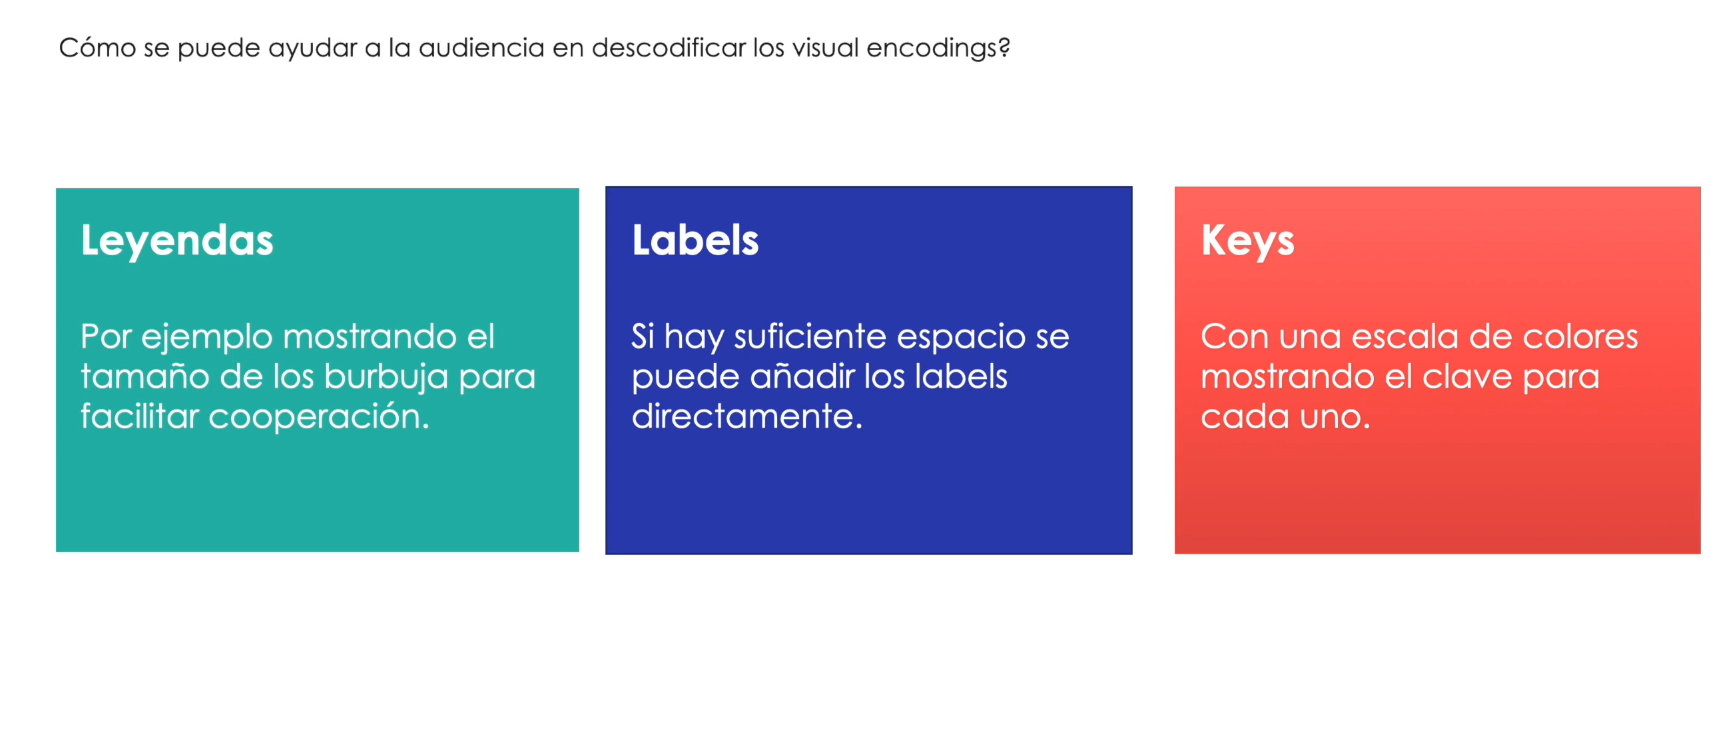 Cómo se puede ayudar a la audiencia en descodificar los visual encodings?
Leyendas
Por ejemplo mostrando el
tamaño de los burbuja para
facilitar cooperación.
Labels
Si hay suficiente espacio se
puede añadir los labels
directamente.
Keys
Con una escala de colores
mostrando el clave para
cada uno.